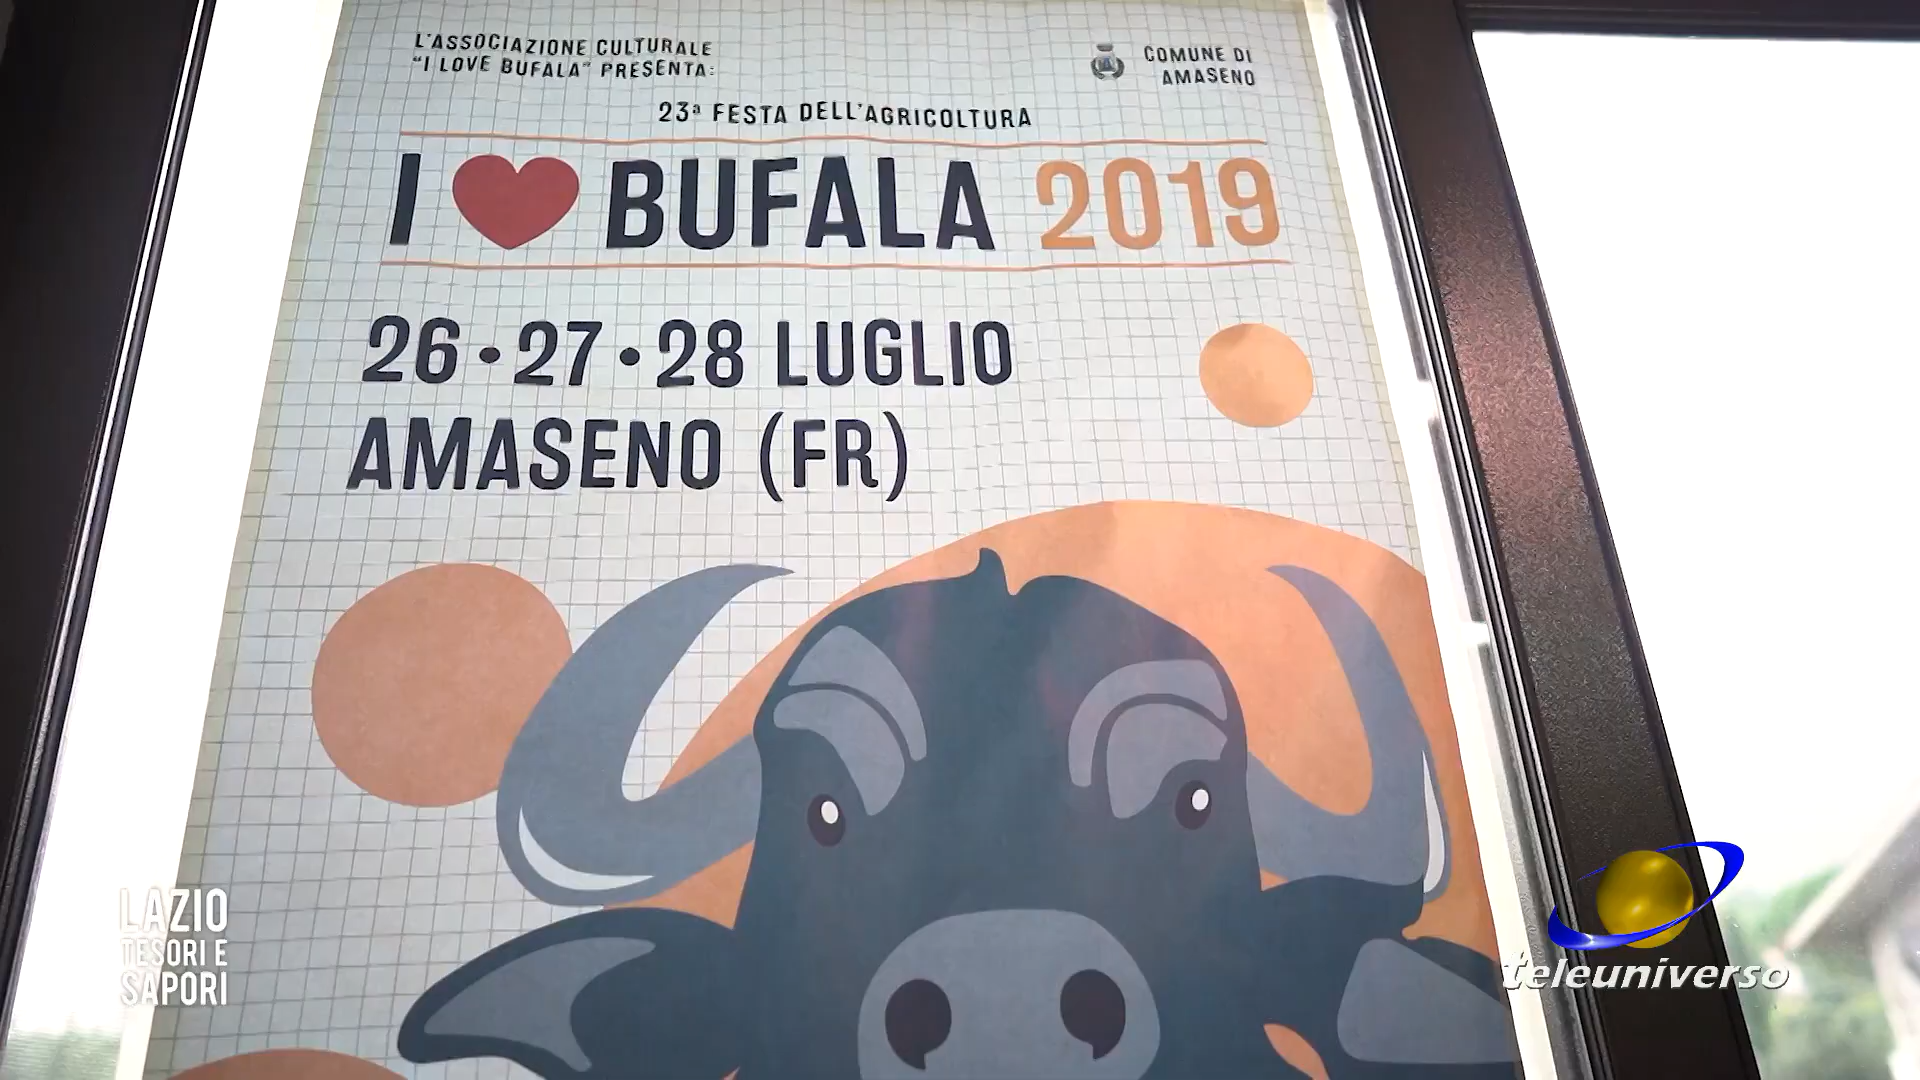 L'ASSOCIAZIONE CULTURALE
"I LOVE BUFALA" PRESENTA:
COMUNE DI
AMASENO
23ª FESTA DELL'AGRICOLTURA
I ❤ BUFALA 2019
26 • 27 • 28 LUGLIO
AMASENO (FR)
LAZIO
TESORI E
SAPORI
teleuniverso